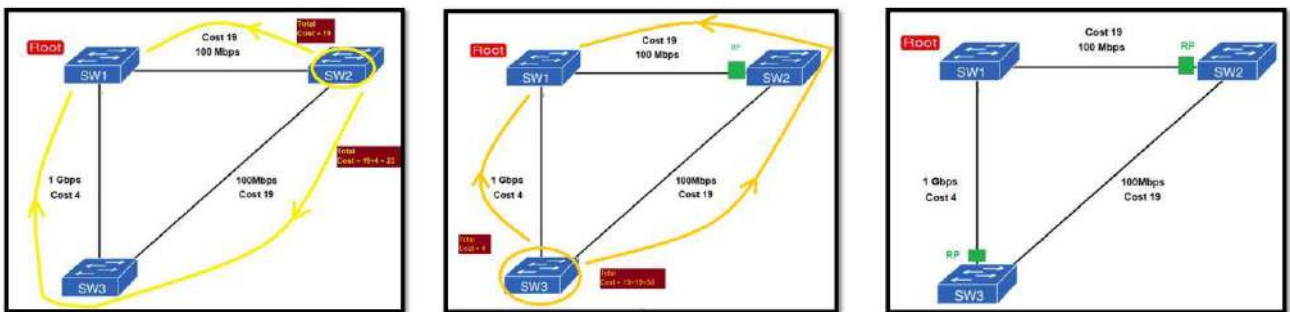 Total
Cost = 19
Root
Cost 19
100 Mbps
SW1
SW2
Total
Cost = 19+4 = 23
1 Gbps
Cost 4
100Mbps
Cost 19
SW3
Root
Cost 19
100 Mbps
RP
SW1
SW2
1 Gbps
Cost 4
100Mbps
Cost 19
Total
Cost = 4
SW3
Total
Cost = 19+19=38
Root
Cost 19
100 Mbps
RP
SW1
SW2
1 Gbps
Cost 4
100Mbps
Cost 19
RP
SW3